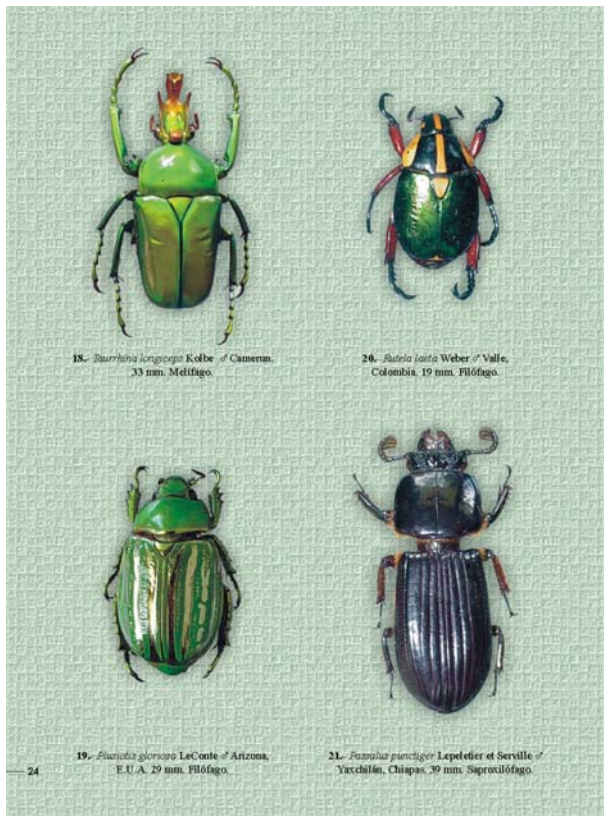 18.- Taurrhina longiceps Kolbe ♂ Camerun.
33 mm. Melífago.
20.- Rutela laeta Weber ♂ Valle,
Colombia. 19 mm. Filófago.
19.- Plusiotis gloriosa LeConte ♂ Arizona,
E.U.A. 29 mm. Filófago.
21.- Passalus punctiger Lepeletier et Serville ♂
Yaxchilán, Chiapas. 39 mm. Saproxilófago.
24